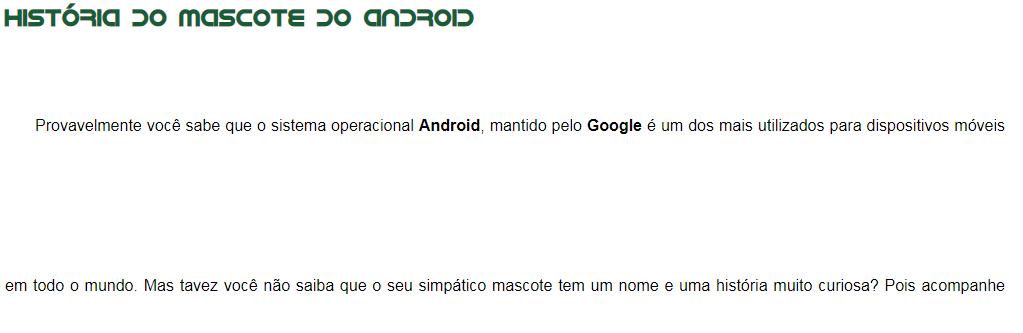 História do Mascote do Android
Provavelmente você sabe que o sistema operacional Android, mantido pelo Google é um dos mais utilizados para dispositivos móveis
em todo o mundo. Mas tavez você não saiba que o seu simpático mascote tem um nome e uma história muito curiosa? Pois acompanhe